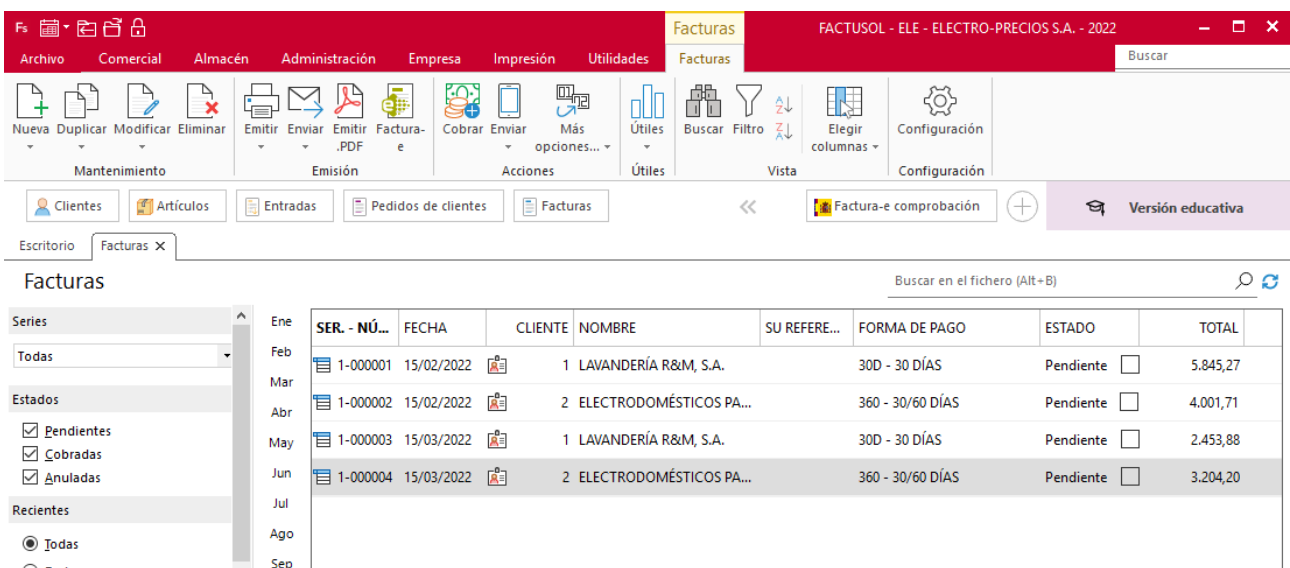 Fs
Facturas
FACTUSOL - ELE - ELECTRO-PRECIOS S.A. - 2022
Archivo Comercial Almacén Administración Empresa Impresión Utilidades Facturas Buscar
Nueva Duplicar Modificar Eliminar Emitir Enviar Emitir .PDF Factura-e Cobrar Enviar Más opciones... Útiles Buscar Filtro Elegir columnas Configuración
Mantenimiento Emisión Acciones Útiles Vista Configuración
Clientes Artículos Entradas Pedidos de clientes Facturas Factura-e comprobación Versión educativa
Escritorio Facturas
Facturas Buscar en el fichero (Alt+B)
Series
Todas
Estados
Pendientes
Cobradas
Anuladas
Recientes
Todas
Ene
Feb
Mar
Abr
May
Jun
Jul
Ago
Sep
SER. - NÚ... FECHA CLIENTE NOMBRE SU REFERE... FORMA DE PAGO ESTADO TOTAL
1-000001 15/02/2022 1 LAVANDERÍA R&M, S.A. 30D - 30 DÍAS Pendiente 5.845,27
1-000002 15/02/2022 2 ELECTRODOMÉSTICOS PA... 360 - 30/60 DÍAS Pendiente 4.001,71
1-000003 15/03/2022 1 LAVANDERÍA R&M, S.A. 30D - 30 DÍAS Pendiente 2.453,88
1-000004 15/03/2022 2 ELECTRODOMÉSTICOS PA... 360 - 30/60 DÍAS Pendiente 3.204,20